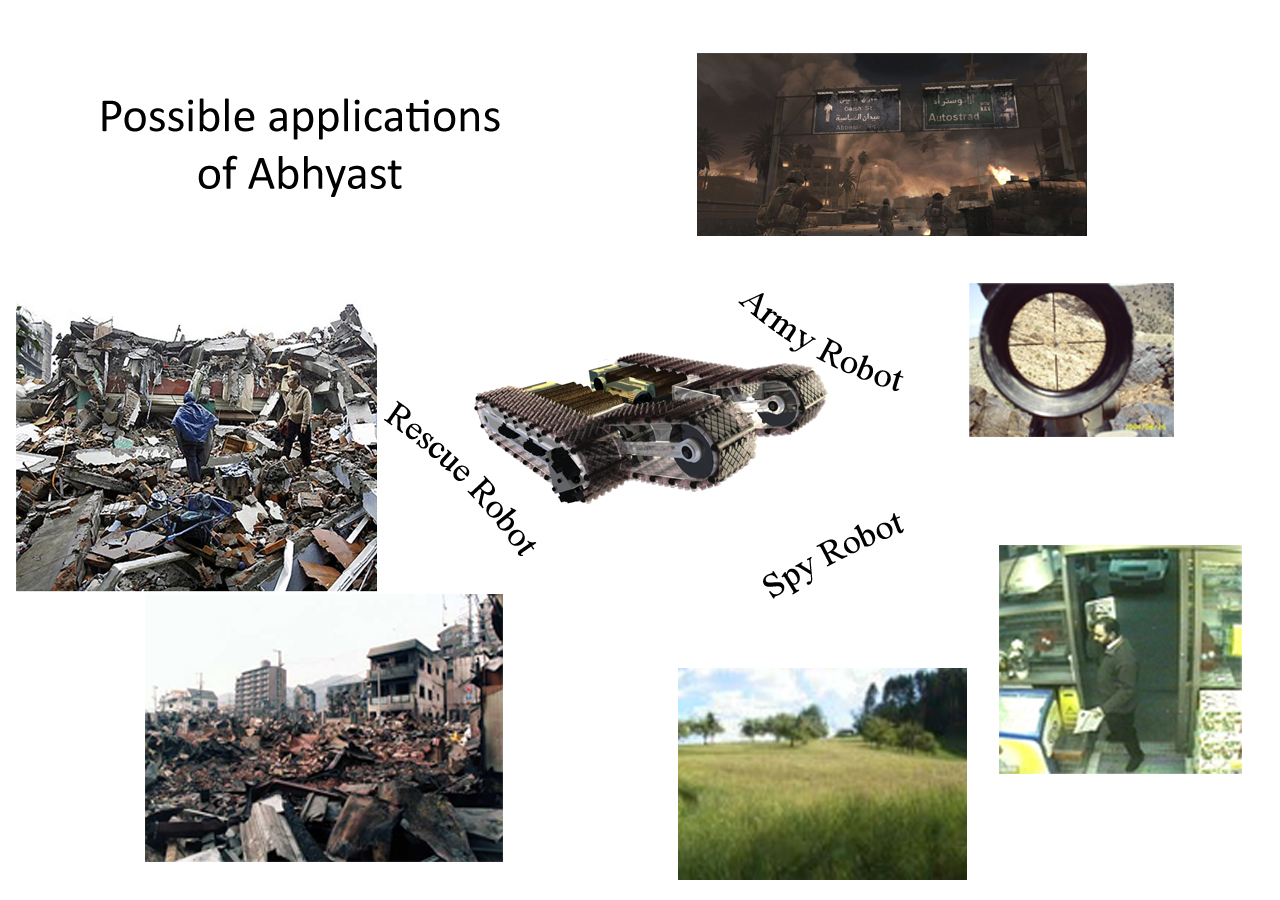 Possible applications
of Abhyast
Autostrad
Army Robot
Rescue Robot
Spy Robot